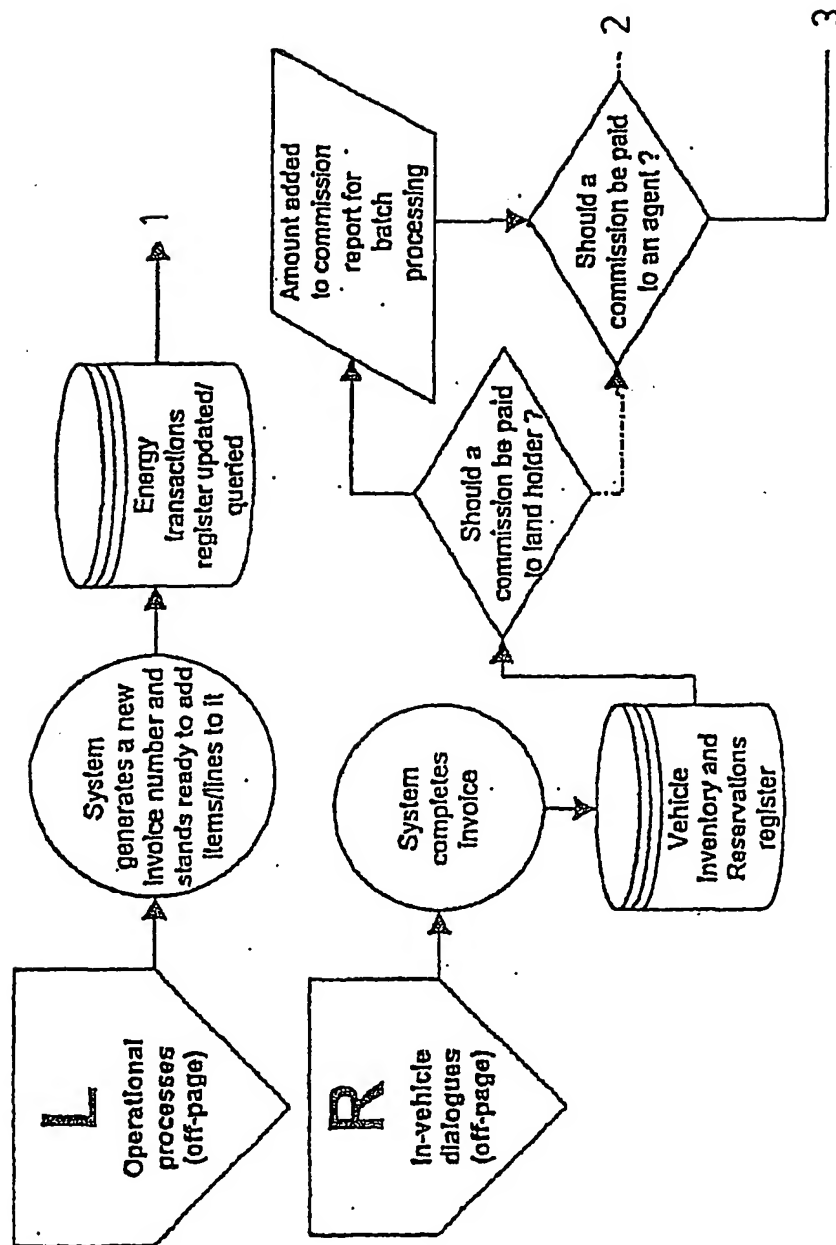 L
Operational
processes
(off-page)
System
generates a new
invoice number and
stands ready to add
items/lines to it
Energy
transactions
register updated/
queried
1
R
In-vehicle
dialogues
(off-page)
System
completes
invoice
Vehicle
Inventory and
Reservations
register
Should a
commission be paid
to land holder ?
Amount added
to commission
report for
batch
processing
Should a
commission be paid
to an agent ?
2
3